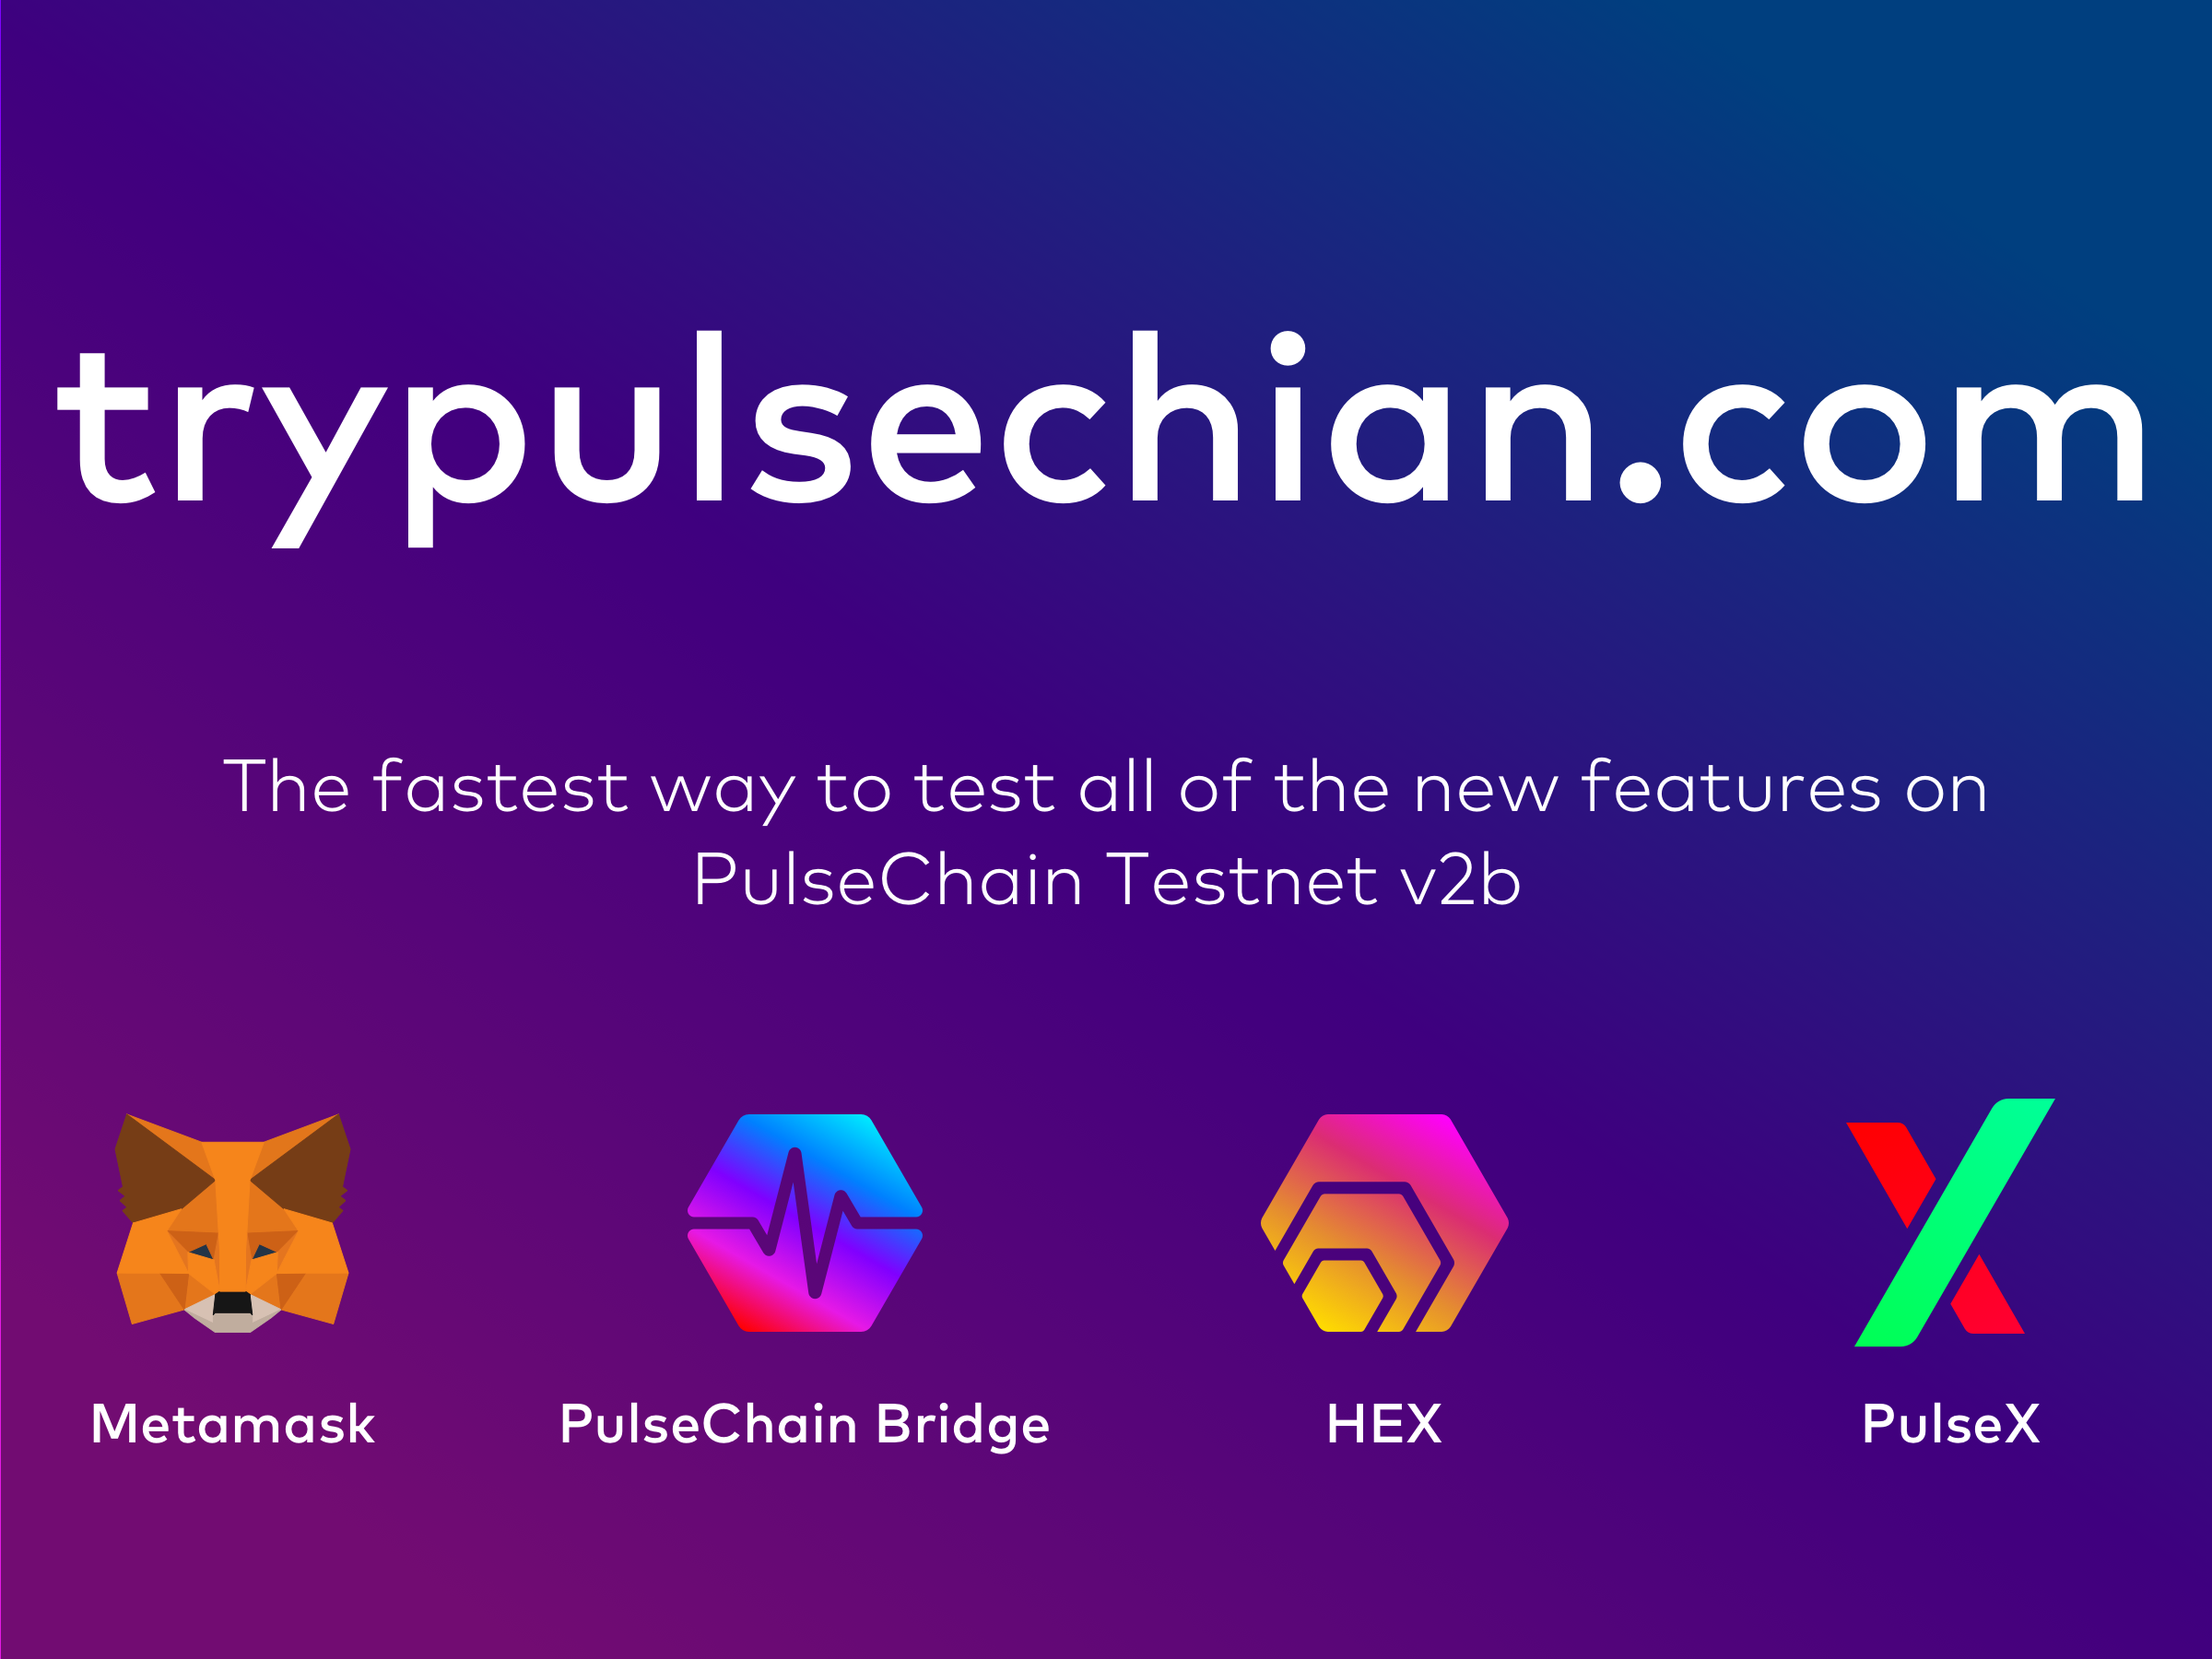 trypulsechian.com
The fastest way to test all of the new features on
PulseChain Testnet v2b
Metamask
PulseChain Bridge
HEX
PulseX